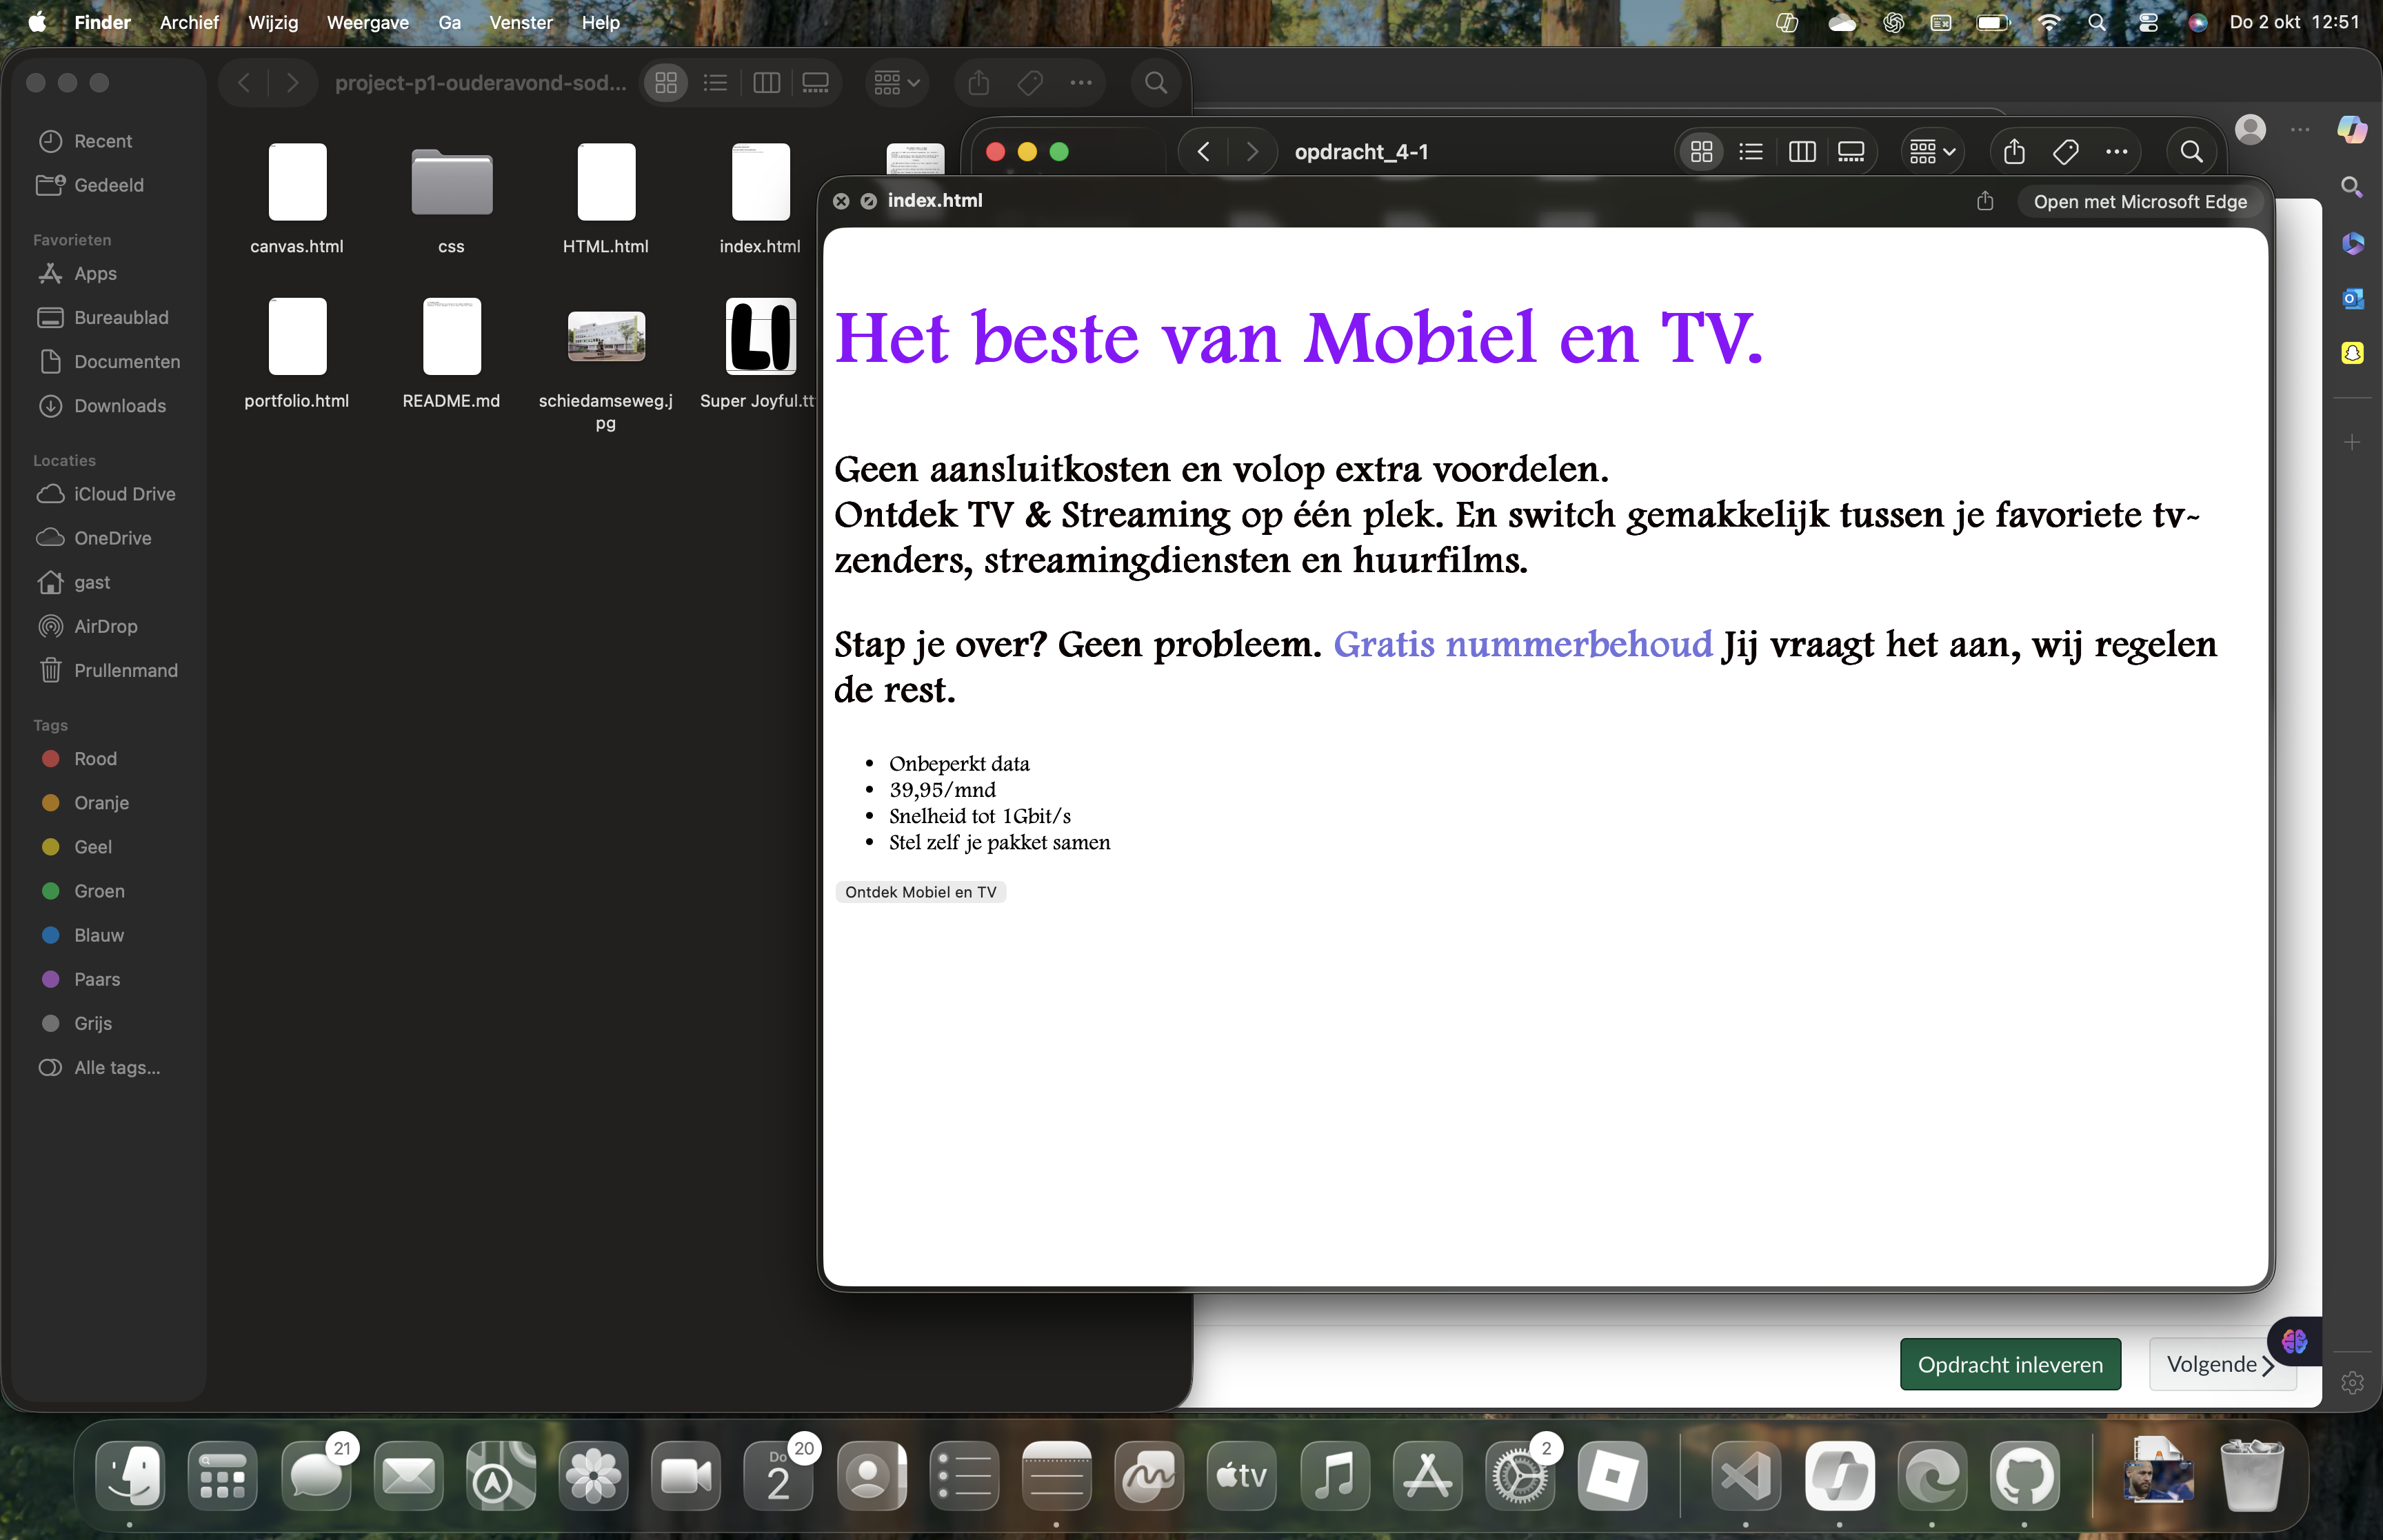 Finder Archief Wijzig Weergave Ga Venster Help Do 2 okt 12:51
project-p1-ouderavond-sod...
Recent
Gedeeld
Favorieten
Apps
Bureaublad
Documenten
Downloads
Locaties
iCloud Drive
OneDrive
gast
AirDrop
Prullenmand
Tags
Rood
Oranje
Geel
Groen
Blauw
Paars
Grijs
Alle tags...
canvas.html css HTML.html index.html
portfolio.html README.md schiedamseweg.j Super Joyful.tt
pg
opdracht_4-1
index.html Open met Microsoft Edge
Het beste van Mobiel en TV.
Geen aansluitkosten en volop extra voordelen.
Ontdek TV & Streaming op één plek. En switch gemakkelijk tussen je favoriete tv-
zenders, streamingdiensten en huurfilms.
Stap je over? Geen probleem. Gratis nummerbehoud Jij vraagt het aan, wij regelen
de rest.
• Onbeperkt data
• 39,95/mnd
• Snelheid tot 1Gbit/s
• Stel zelf je pakket samen
Ontdek Mobiel en TV
Opdracht inleveren Volgende
21 20 2
Do
2
tv